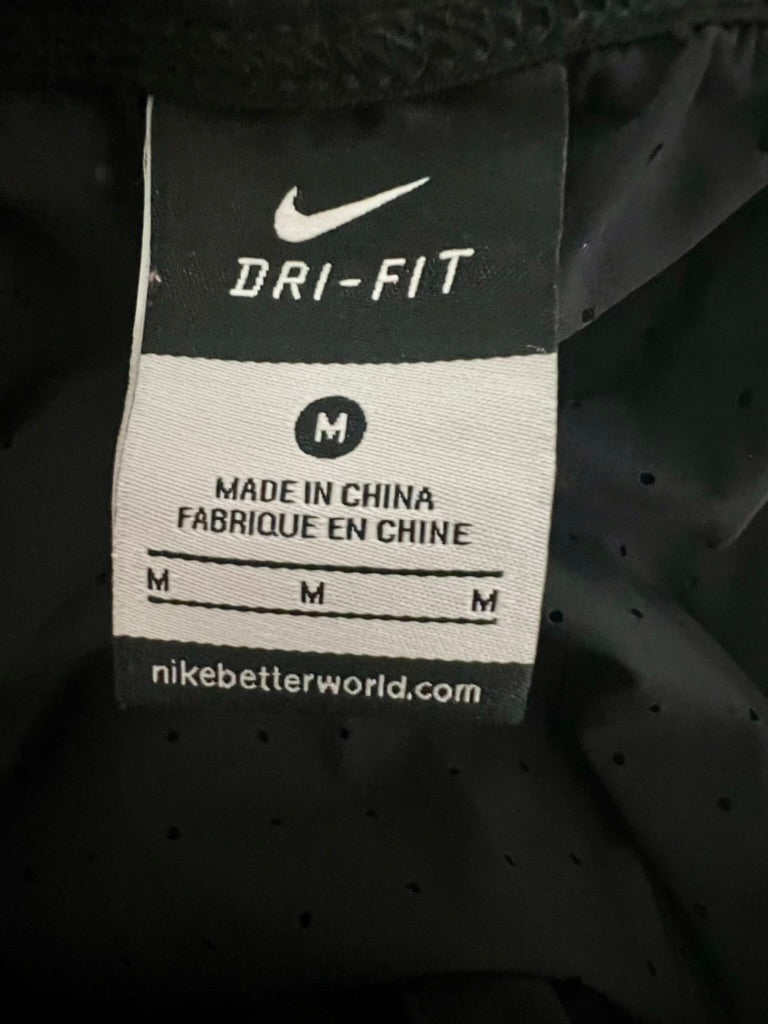 DRI-FIT
M
MADE IN CHINA
FABRIQUE EN CHINE
M M M
nikebetterworld.com